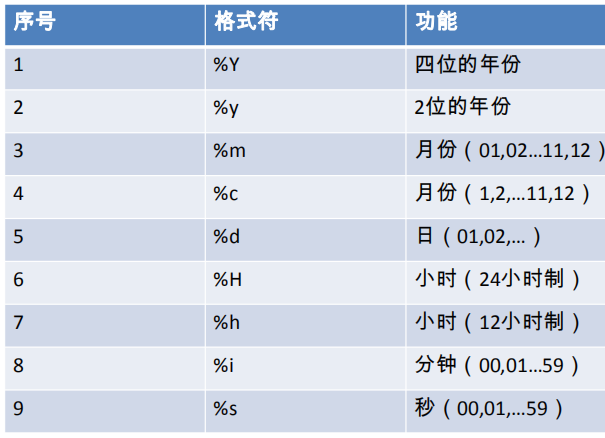 序号 格式符 功能
1 %Y 四位的年份
2 %y 2位的年份
3 %m 月份（01,02…11,12）
4 %c 月份（1,2,…11,12）
5 %d 日（01,02,…）
6 %H 小时（24小时制）
7 %h 小时（12小时制）
8 %i 分钟（00,01…59）
9 %s 秒（00,01,…59）